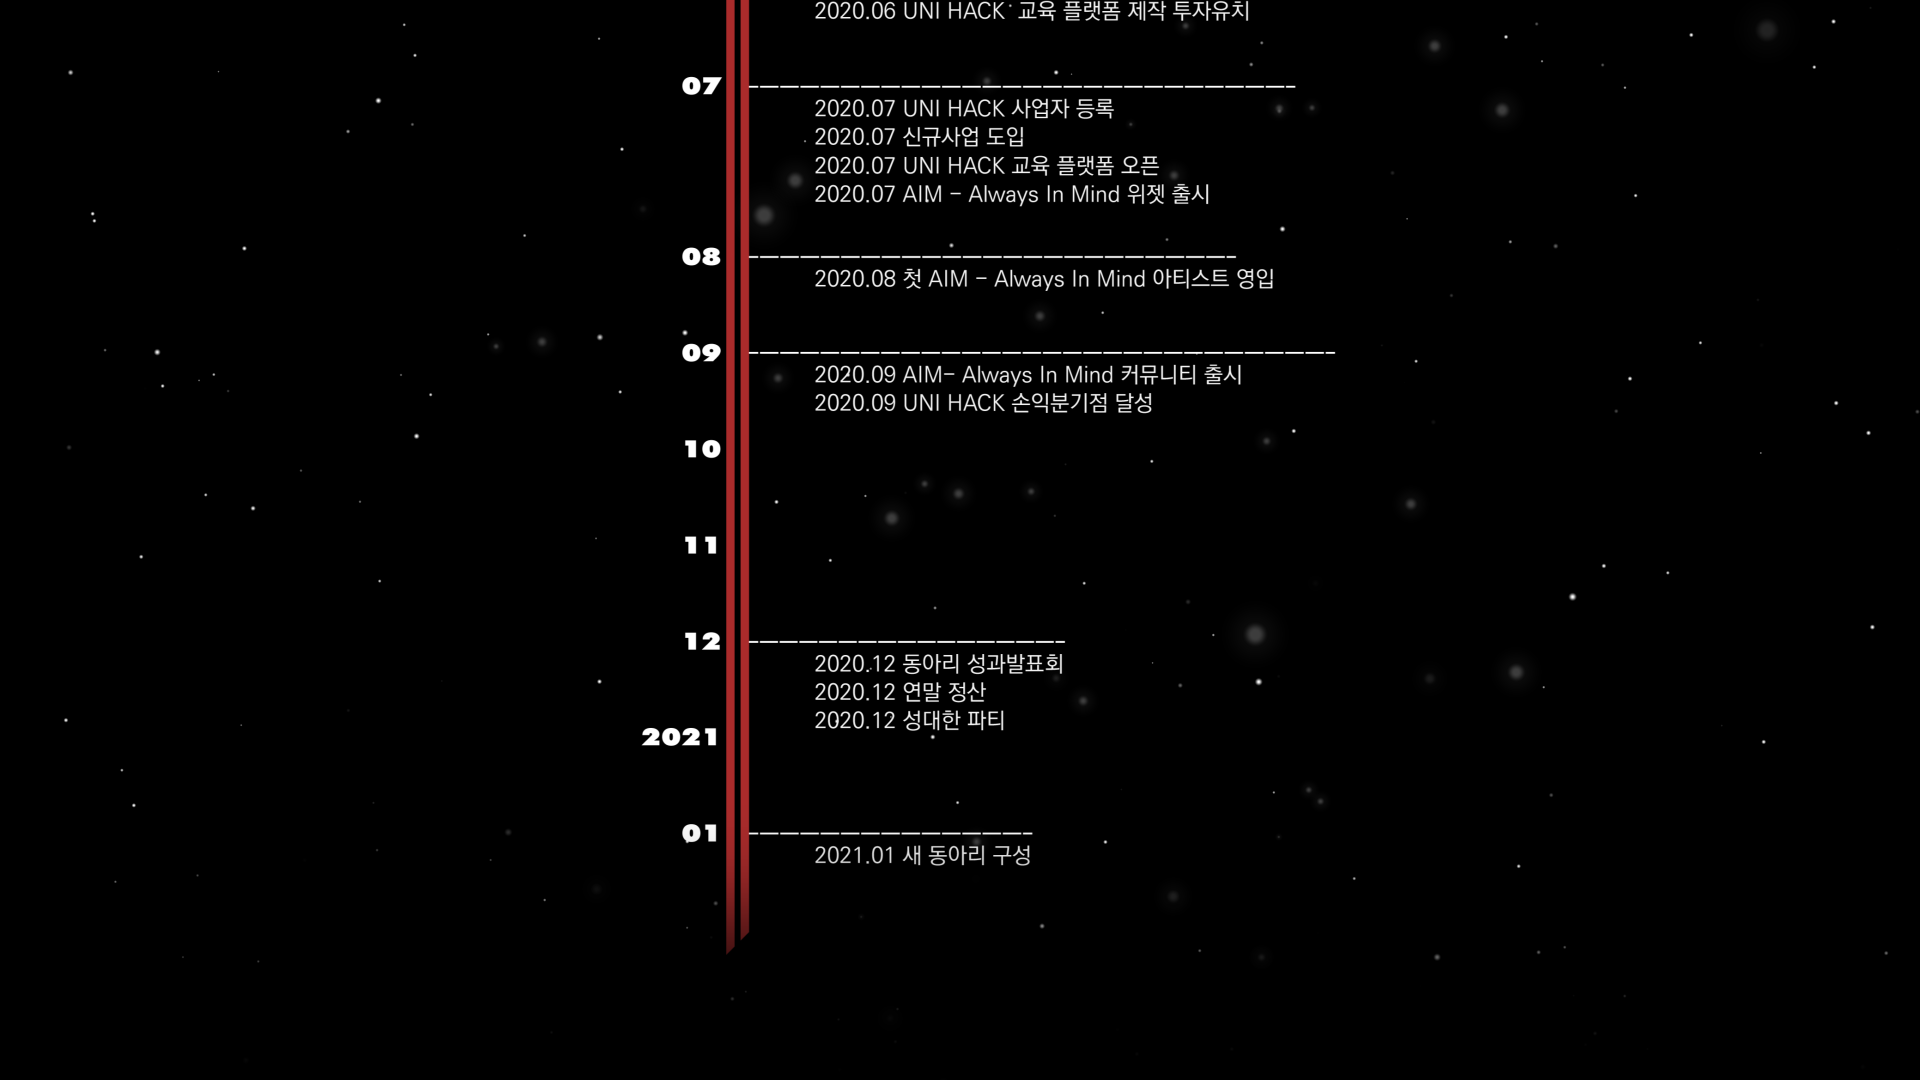 2020.06 UNI HACK 교육 플랫폼 제작 투자유치
07
2020.07 UNI HACK 사업자 등록
2020.07 신규사업 도입
2020.07 UNI HACK 교육 플랫폼 오픈
2020.07 AIM - Always In Mind 위젯 출시
08
2020.08 첫 AIM - Always In Mind 아티스트 영입
09
2020.09 AIM- Always In Mind 커뮤니티 출시
2020.09 UNI HACK 손익분기점 달성
10
11
12
2020.12 동아리 성과발표회
2020.12 연말 정산
2020.12 성대한 파티
2021
01
2021.01 새 동아리 구성